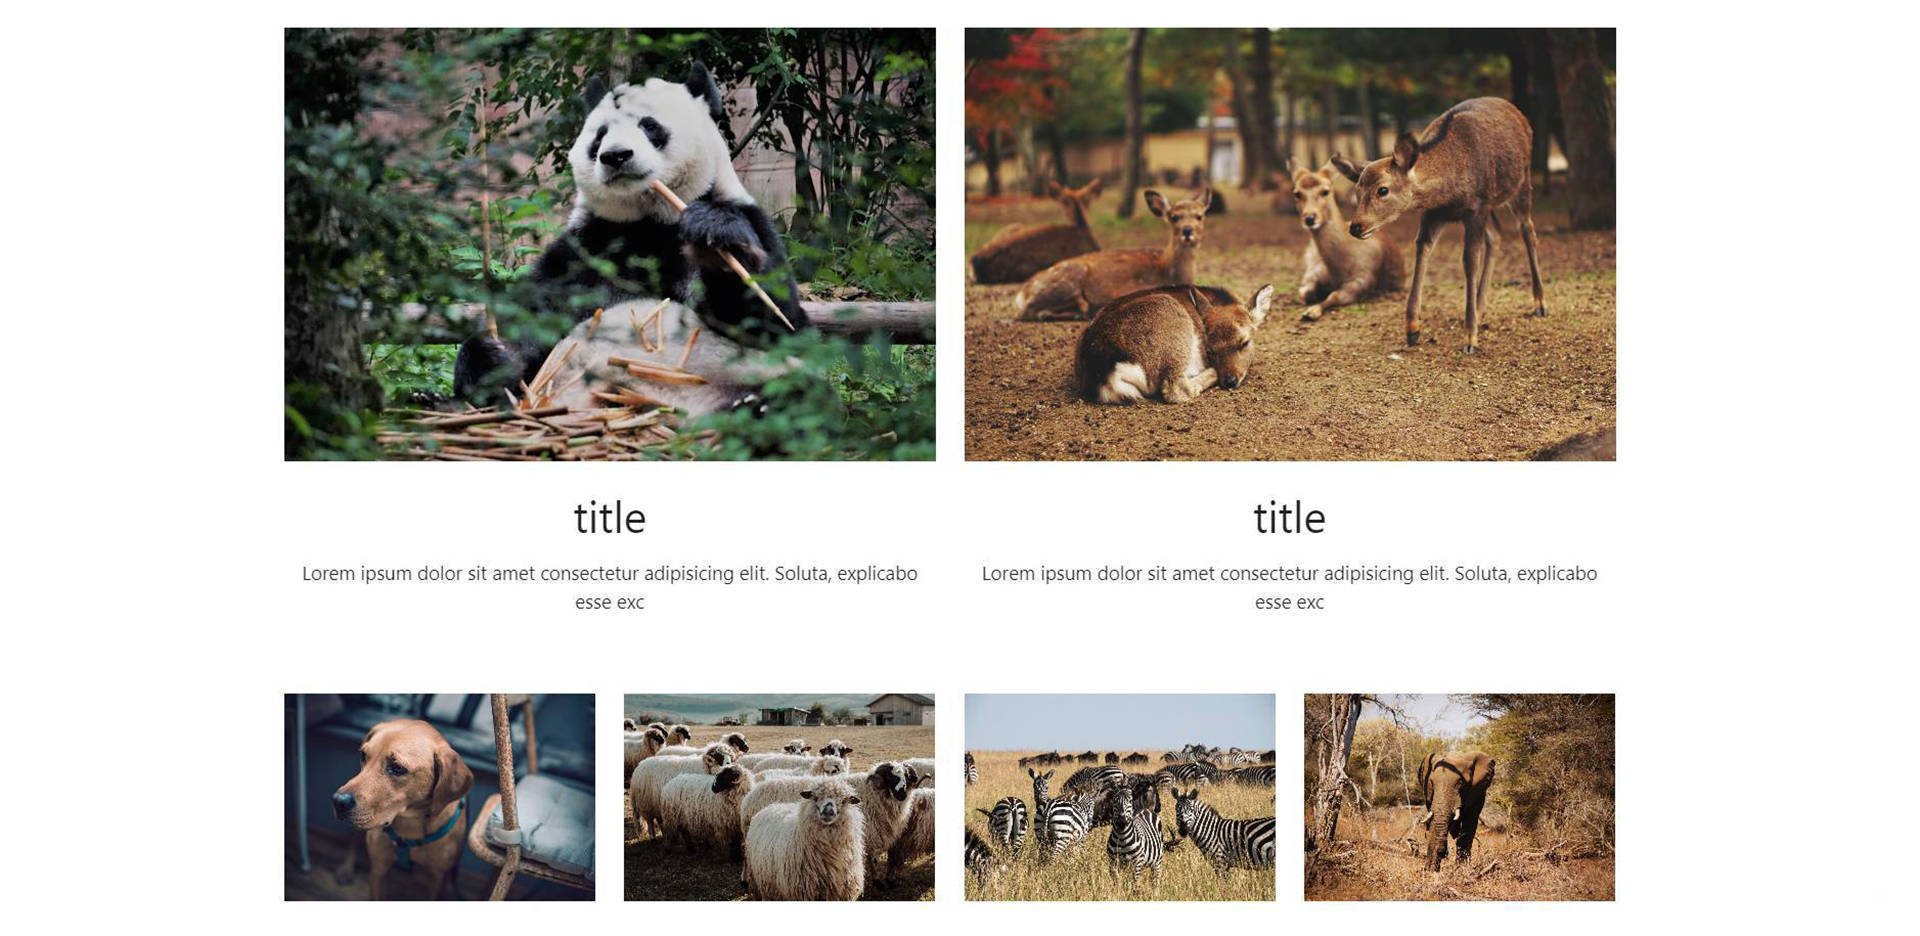 title
Lorem ipsum dolor sit amet consectetur adipisicing elit. Soluta, explicabo
esse exc
title
Lorem ipsum dolor sit amet consectetur adipisicing elit. Soluta, explicabo
esse exc